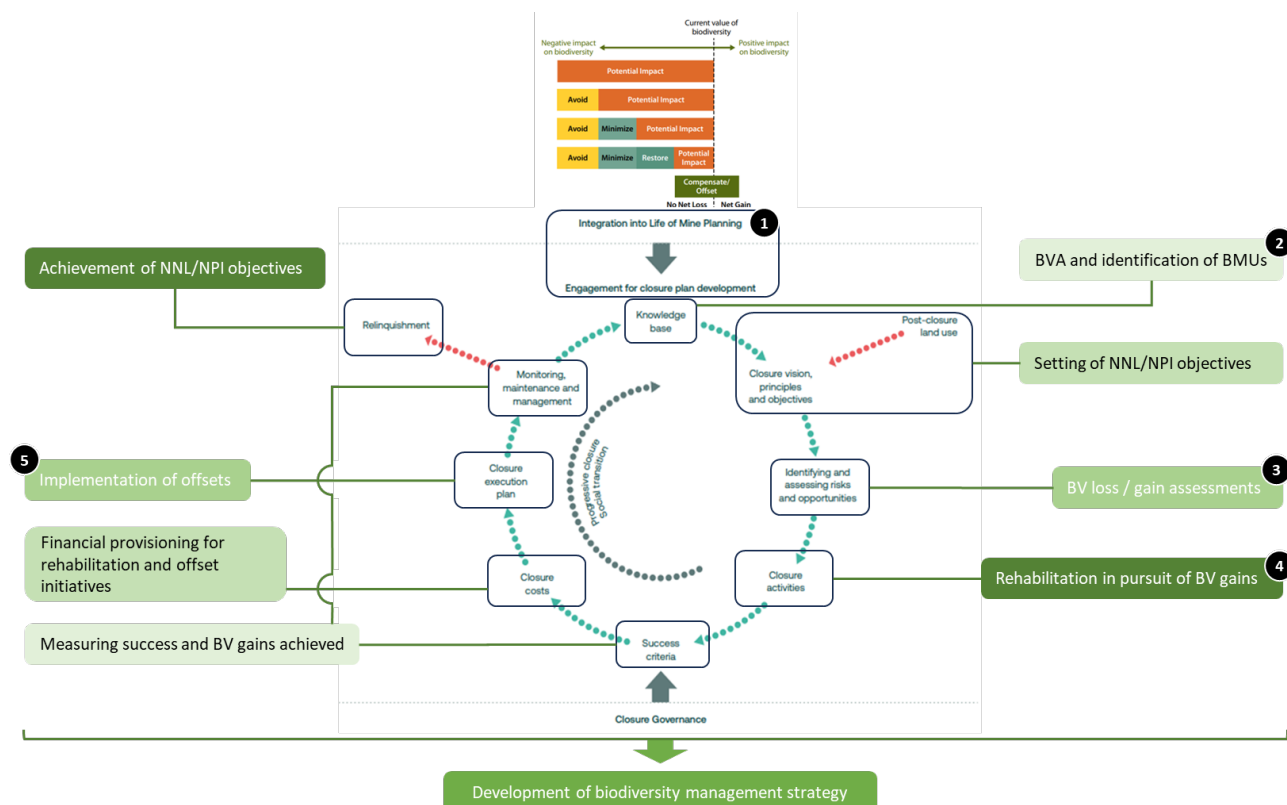 Current value of
biodiversity
Negative impact
on biodiversity
Positive impact
on biodiversity
Potential Impact
Avoid
Potential Impact
Avoid
Minimize
Potential Impact
Avoid
Minimize
Restore
Potential
Impact
Compensate/
Offset
No Net Loss
Net Gain
Integration into Life of Mine Planning
1
Engagement for closure plan development
Achievement of NNL/NPI objectives
2
BVA and identification of BMUs
Knowledge
base
Relinquishment
Post-closure
land use
Setting of NNL/NPI objectives
Monitoring,
maintenance and
management
Closure vision,
principles
and objectives
Progressive closure
Social transition
5
Implementation of offsets
Closure
execution
plan
Identifying and
assessing risks
and opportunities
3
BV loss / gain assessments
Financial provisioning for
rehabilitation and offset
initiatives
Closure
costs
Closure
activities
4
Rehabilitation in pursuit of BV gains
Measuring success and BV gains achieved
Success
criteria
Closure Governance
Development of biodiversity management strategy